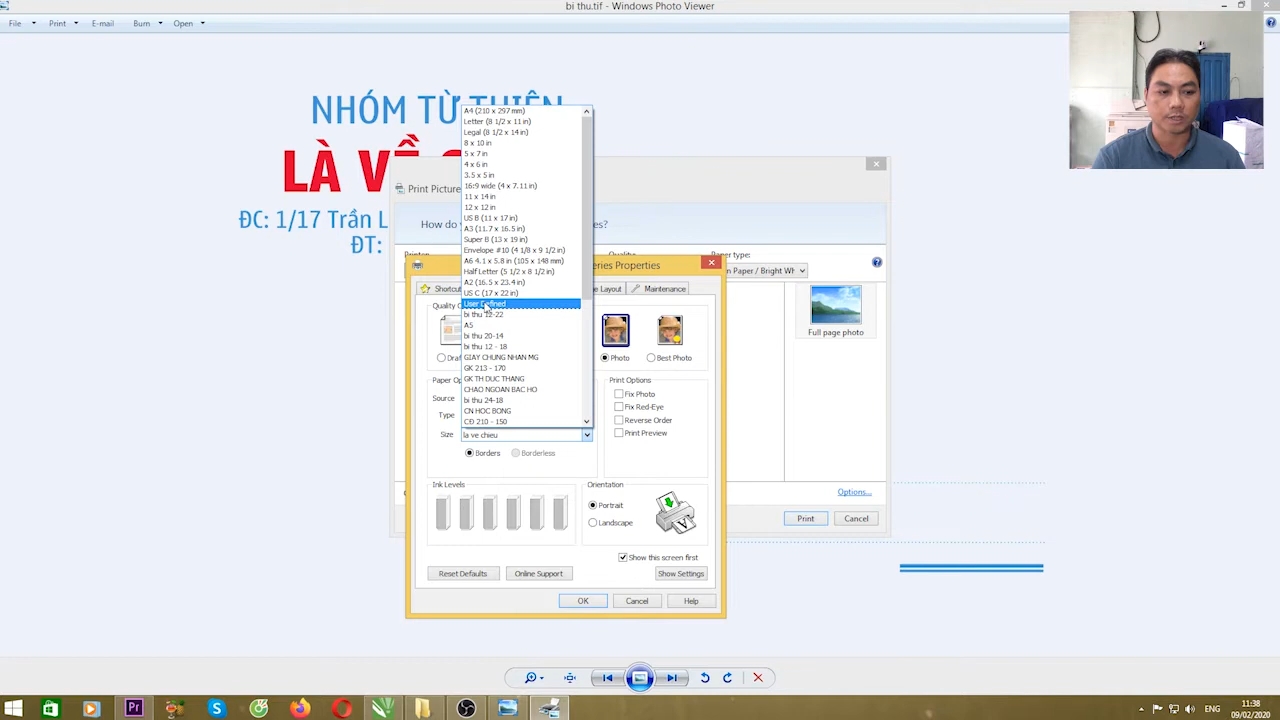 bi thu.tif - Windows Photo Viewer
File Print E-mail Burn Open
NHÓM TỪ THIỆN
LÀ VỀ
ĐC: 1/17 Trần
ĐT:
Print Picture
How do
Paper type:
n Paper / Bright Wh
Full page photo
Options...
Print Cancel
Properties
Maintenance
Photo
Best Photo
Source
Type
Size la ve chieu
Borders Borderless
A4 (210 x 297 mm)
Letter (8 1/2 x 11 in)
Legal (8 1/2 x 14 in)
8 x 10 in
5 x 7 in
4 x 6 in
3.5 x 5 in
16:9 wide (4 x 7.11 in)
11 x 14 in
12 x 12 in
US B (11 x 17 in)
A3 (11.7 x 16.5 in)
Super B (13 x 19 in)
Envelope #10 (4 1/8 x 9 1/2 in)
A6 4.1 x 5.8 in (105 x 148 mm)
Half Letter (5 1/2 x 8 1/2 in)
A2 (16.5 x 23.4 in)
US C (17 x 22 in)
User Defined
bi thu 12-22
A5
bi thu 20-14
bi thu 12 - 18
GIAY CHUNG NHAN MG
GK 213 - 170
GK TH DUC THANG
CHAO NGOAN BAC HO
bi thu 24-18
CN HOC BONG
CĐ 210 - 150
Print Options
Fix Photo
Fix Red-Eye
Reverse Order
Print Preview
Ink Levels
Orientation
Portrait
Landscape
Show this screen first
Reset Defaults Online Support Show Settings
OK Cancel Help
ENG
11:38
09/02/2020